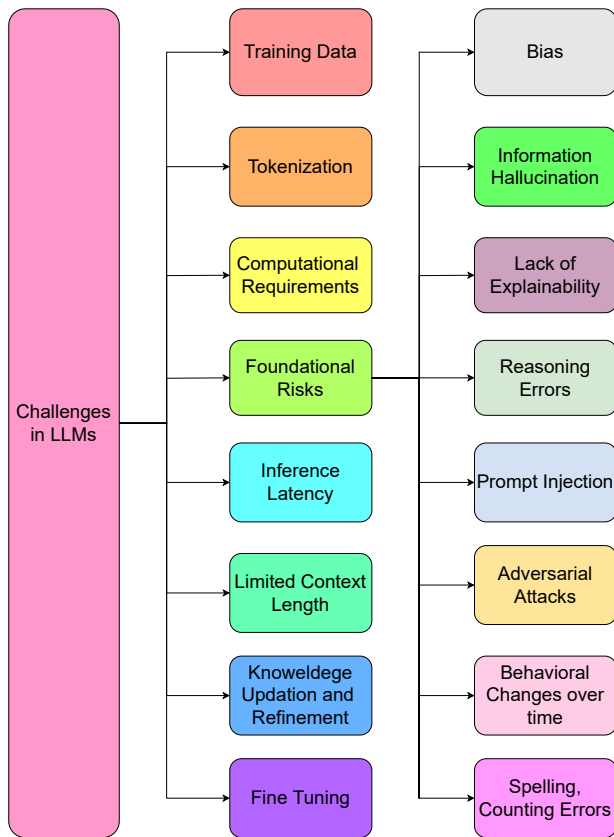 Challenges
in LLMs
Training Data
Tokenization
Computational
Requirements
Foundational
Risks
Inference
Latency
Limited Context
Length
Knoweldege
Updation and
Refinement
Fine Tuning
Bias
Information
Hallucination
Lack of
Explainability
Reasoning
Errors
Prompt Injection
Adversarial
Attacks
Behavioral
Changes over
time
Spelling,
Counting Errors